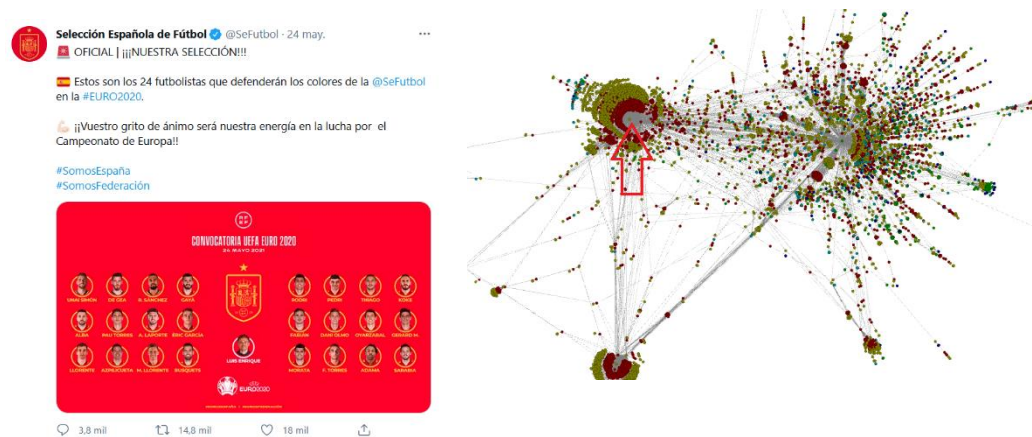 Selección Española de Fútbol @SeFutbol · 24 may.
OFICIAL | ¡¡¡NUESTRA SELECCIÓN!!!
Estos son los 24 futbolistas que defenderán los colores de la @SeFutbol
en la #EURO2020.
¡¡Vuestro grito de ánimo será nuestra energía en la lucha por el
Campeonato de Europa!!
#SomosEspaña
#SomosFederación
CONVOCATORIA UEFA EURO 2020
24 MAYO 2021
UNAI SIMÓN DE GEA R. SÁNCHEZ GAYÀ RODRI PEDRI THIAGO KOKE
ALBA PAU TORRES A. LAPORTE ERIC GARCÍA FABIÁN DANI OLMO OYARZABAL GERARD M.
LUIS ENRIQUE
LLORENTE AZPILICUETA M. LLORENTE BUSQUETS MORATA F. TORRES ADAMA SARABIA
EURO2020
3,8 mil 14,8 mil 18 mil